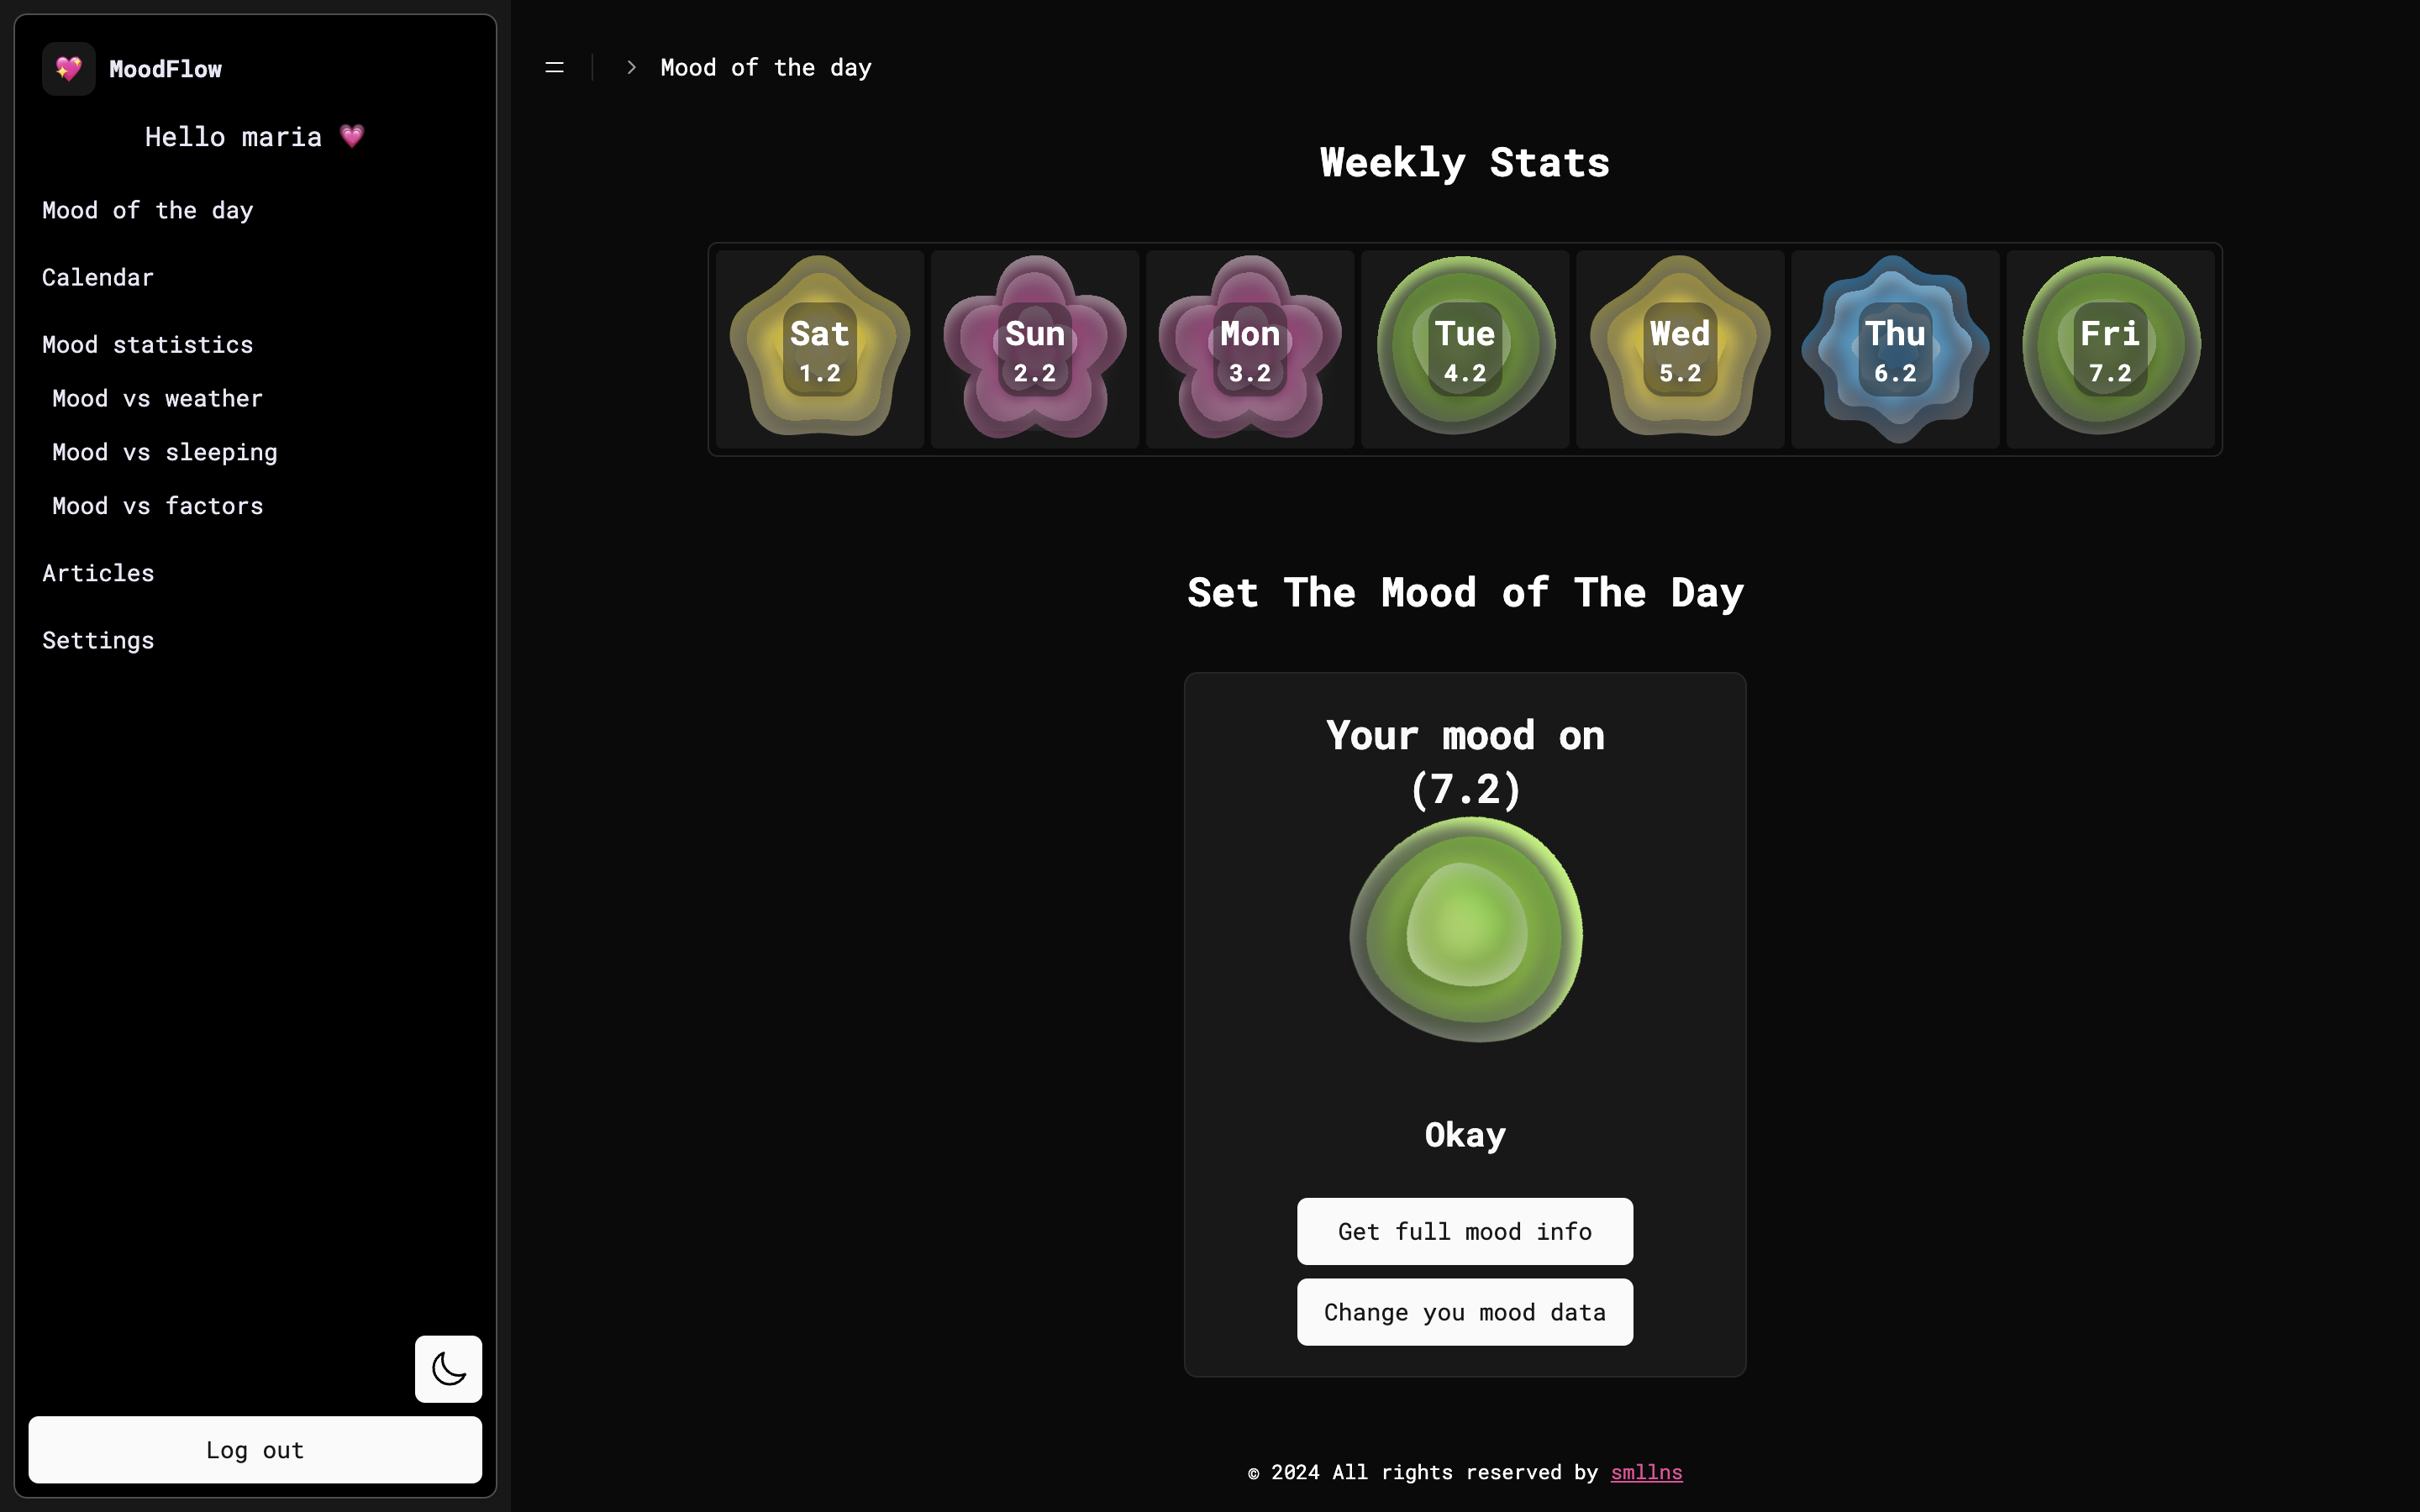 MoodFlow
Hello maria 💗
Mood of the day
Calendar
Mood statistics
Mood vs weather
Mood vs sleeping
Mood vs factors
Articles
Settings
Log out
Mood of the day
Weekly Stats
Sat
1.2
Sun
2.2
Mon
3.2
Tue
4.2
Wed
5.2
Thu
6.2
Fri
7.2
Set The Mood of The Day
Your mood on
(7.2)
Okay
Get full mood info
Change you mood data
© 2024 All rights reserved by smllns